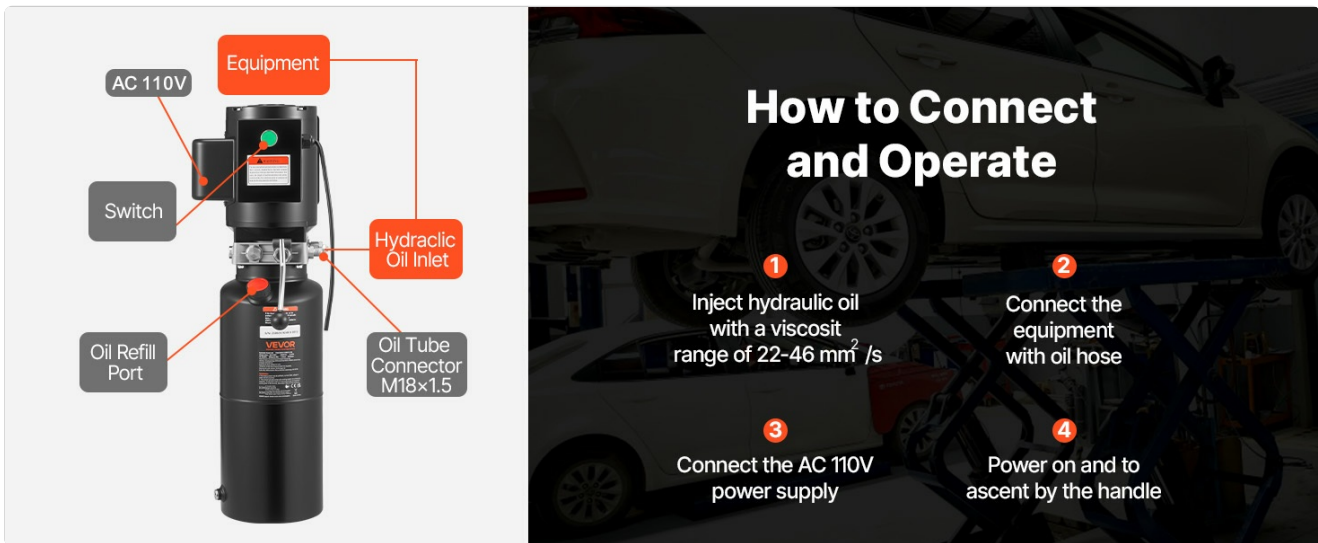 Equipment
AC 110V
Switch
Hydraclic
Oil Inlet
Oil Refill
Port
Oil Tube
Connector
M18×1.5
VEVOR
How to Connect
and Operate
1
Inject hydraulic oil
with a viscosit
range of 22-46 mm² /s
2
Connect the
equipment
with oil hose
3
Connect the AC 110V
power supply
4
Power on and to
ascent by the handle